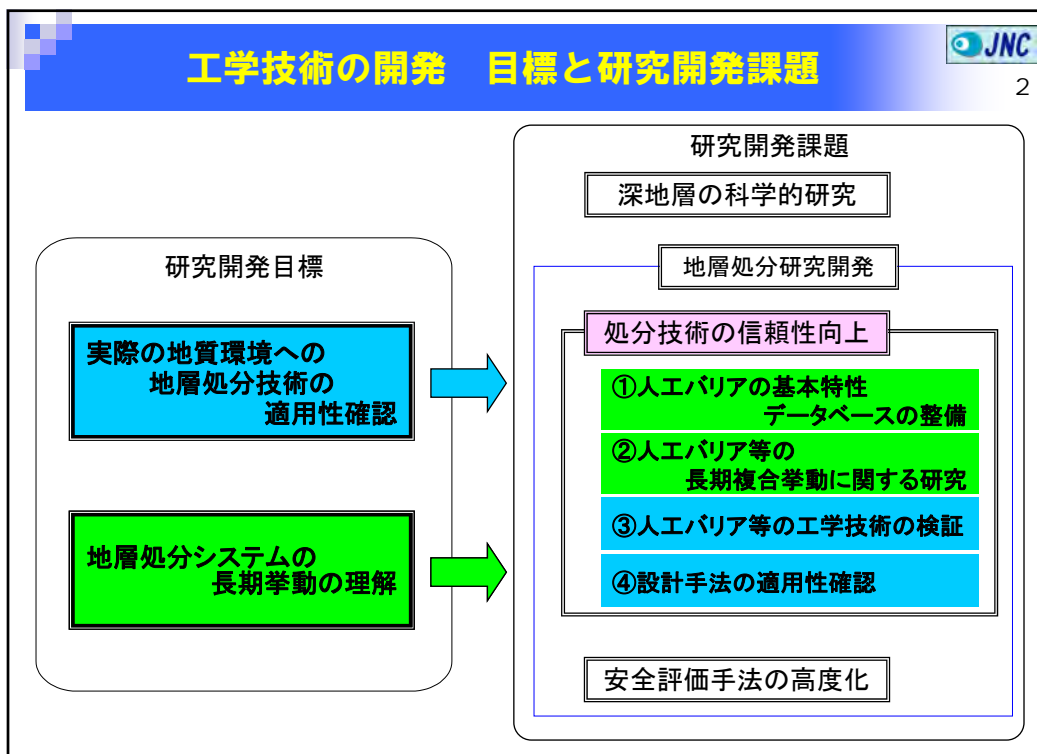 工学技術の開発　目標と研究開発課題
JNC
2
研究開発目標
実際の地質環境への
地層処分技術の
適用性確認
地層処分システムの
長期挙動の理解
研究開発課題
深地層の科学的研究
地層処分研究開発
処分技術の信頼性向上
①人工バリアの基本特性
データベースの整備
②人工バリア等の
長期複合挙動に関する研究
③人工バリア等の工学技術の検証
④設計手法の適用性確認
安全評価手法の高度化